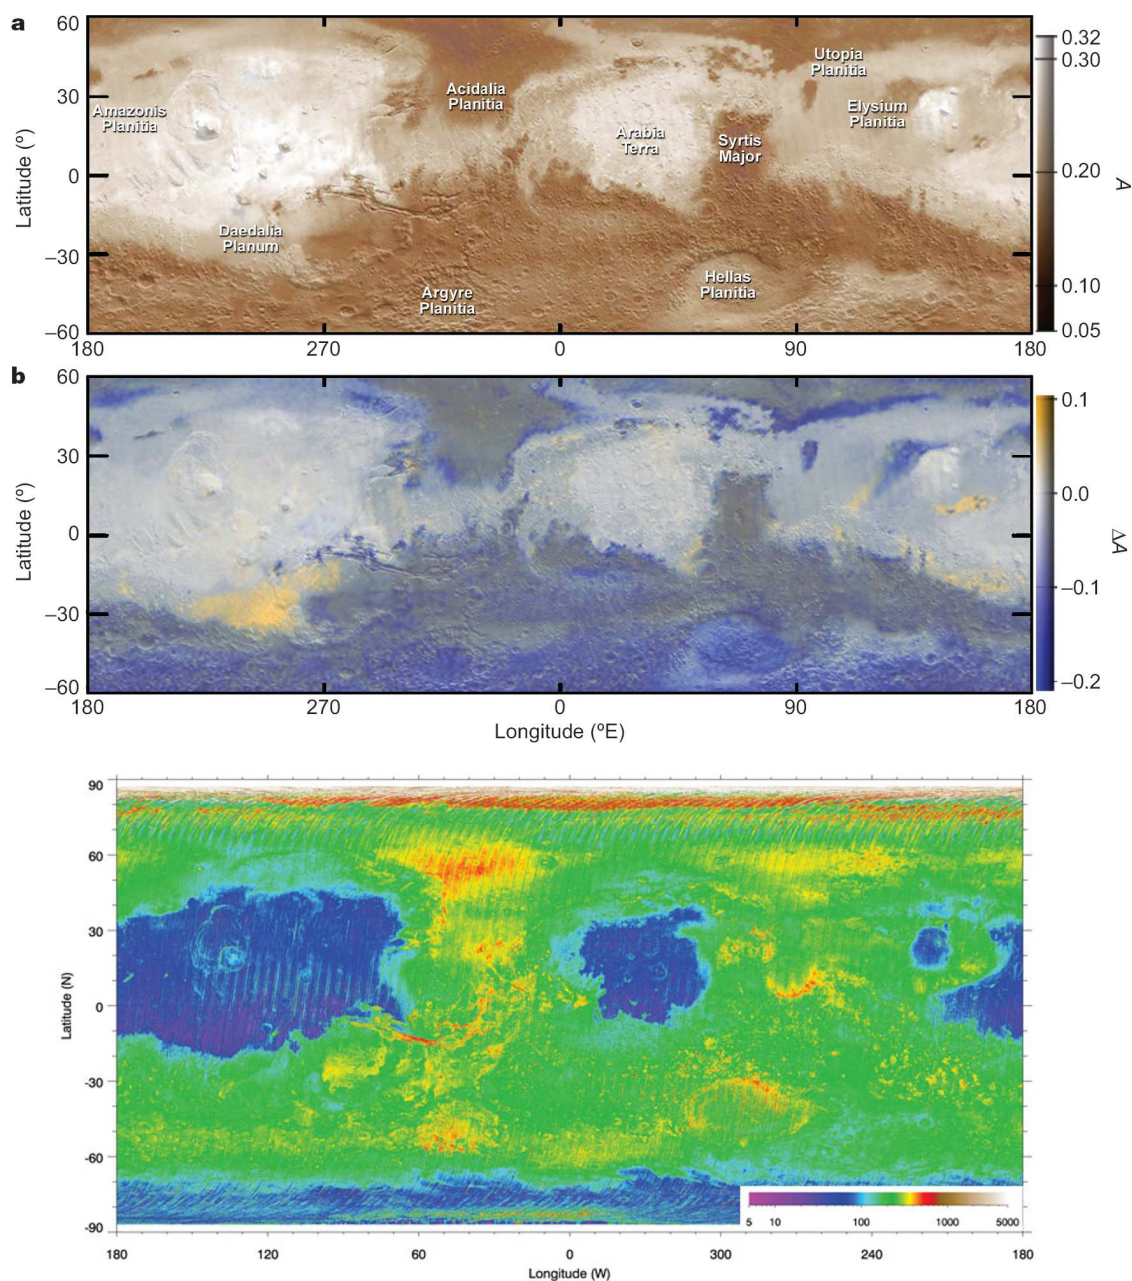 a
60
30
0
–30
–60
Latitude (º)
Amazonis
Planitia
Acidalia
Planitia
Arabia
Terra
Syrtis
Major
Utopia
Planitia
Elysium
Planitia
Daedalia
Planum
Argyre
Planitia
Hellas
Planitia
0.32
0.30
0.20
0.10
0.05
A
180
270
0
90
180
b
60
30
0
–30
–60
Latitude (º)
0.1
0.0
–0.1
–0.2
ΔA
180
270
0
90
180
Longitude (ºE)
90
60
30
0
-30
-60
-90
Latitude (N)
5
10
100
1000
5000
180
120
60
0
300
240
180
Longitude (W)